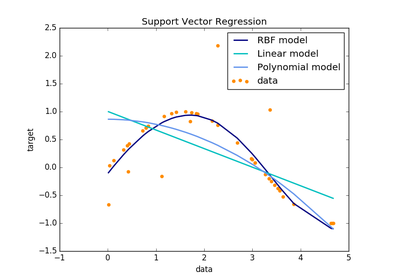 Support Vector Regression
2.5
2.0
1.5
1.0
0.5
0.0
−0.5
−1.0
−1.5
target
RBF model
Linear model
Polynomial model
data
−1 0 1 2 3 4 5
data